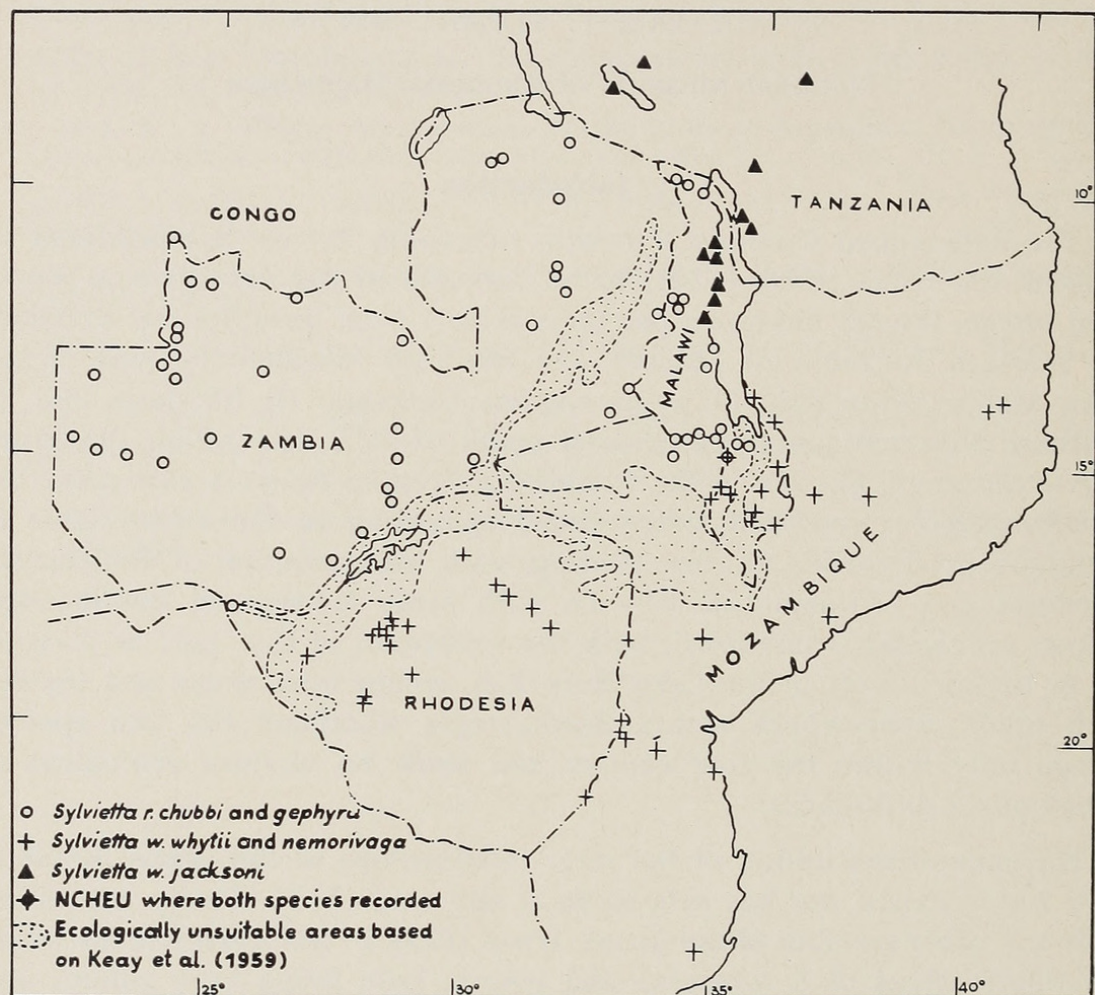 CONGO
TANZANIA
10°
MALAWI
ZAMBIA
15°
MOZAMBIQUE
RHODESIA
20°
o Sylvietta r. chubbi and gephyra
+ Sylvietta w. whytii and nemorivaga
▲ Sylvietta w. jacksoni
NCHEU where both species recorded
Ecologically unsuitable areas based
on Keay et al. (1959)
25° 30° 35° 40°